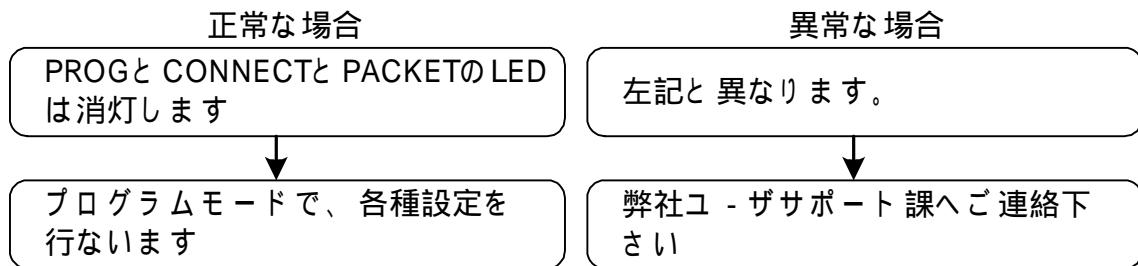 正常な場合
PROGと CONNECTと PACKETの LED
は消灯します
プログラムモードで、各種設定を
行ないます
異常な場合
左記と異なります。
弊社ユ - ザサポート課へご連絡下
さい